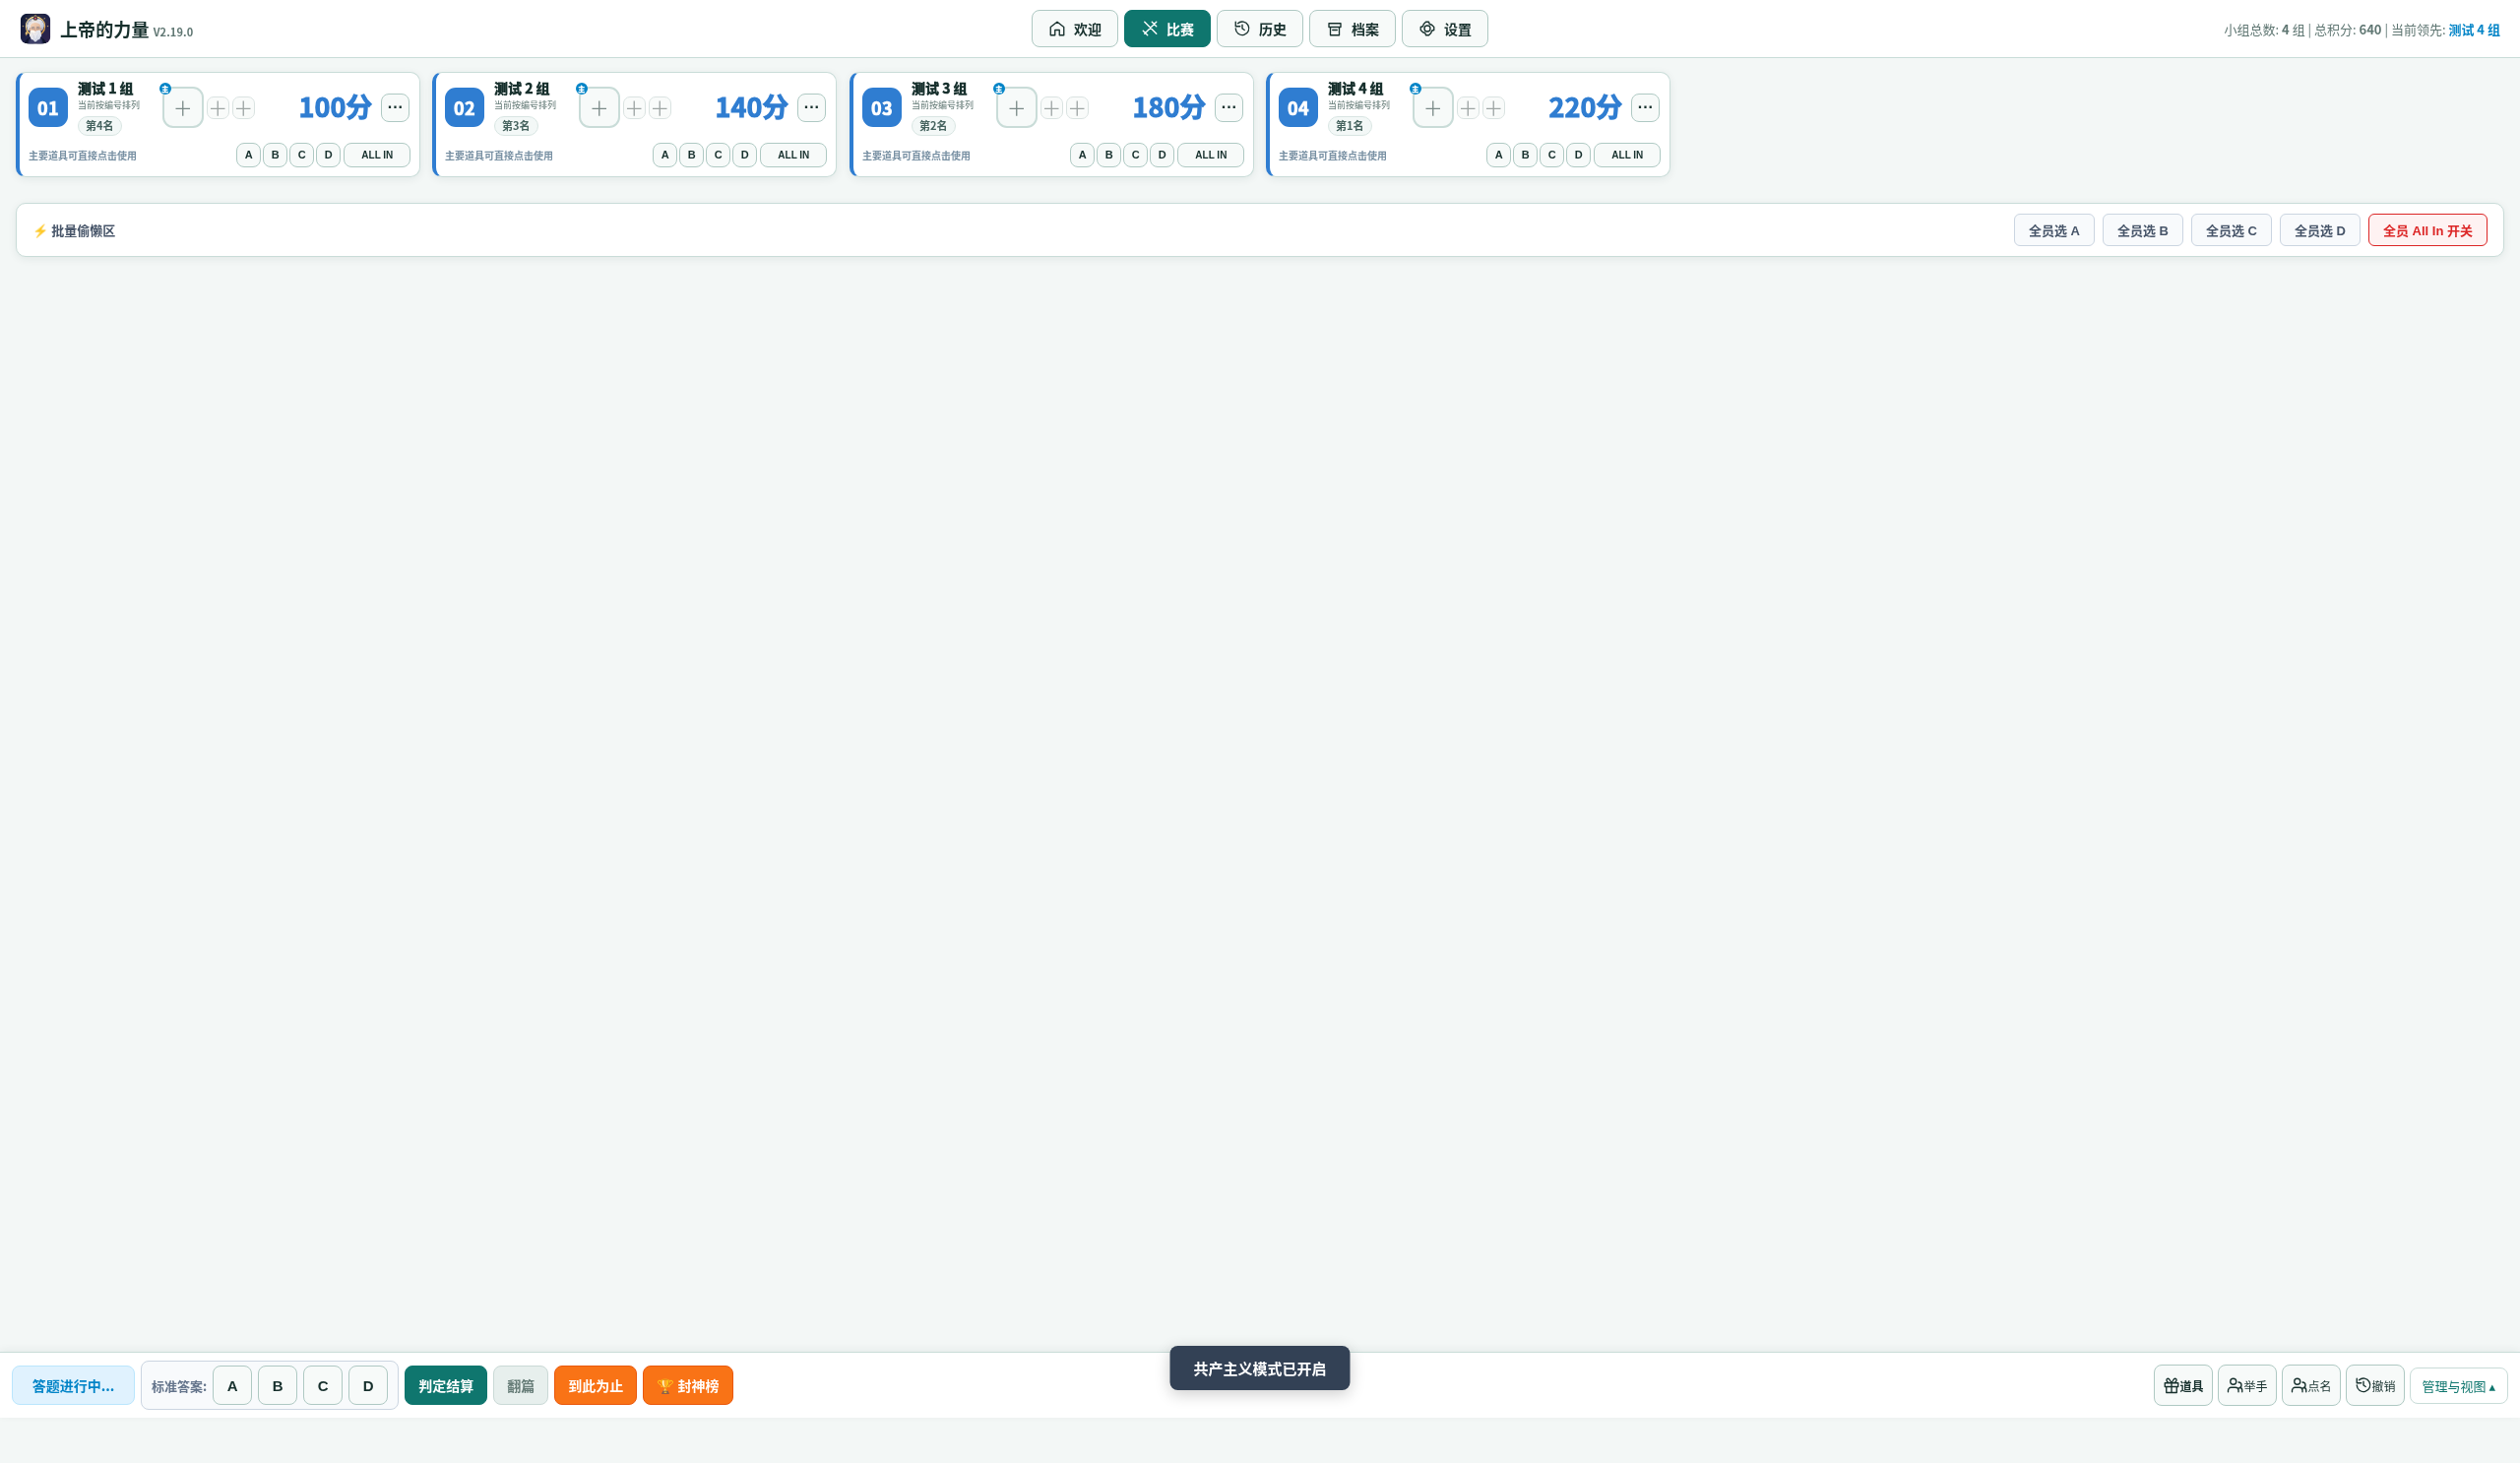 上帝的力量 V2.19.0
欢迎
比赛
历史
档案
设置
小组总数: 4 组 | 总积分: 640 | 当前领先: 测试 4 组
01
测试 1 组
当前按编号排列
第4名
主
100分
主要道具可直接点击使用
A B C D ALL IN
02
测试 2 组
当前按编号排列
第3名
主
140分
主要道具可直接点击使用
A B C D ALL IN
03
测试 3 组
当前按编号排列
第2名
主
180分
主要道具可直接点击使用
A B C D ALL IN
04
测试 4 组
当前按编号排列
第1名
主
220分
主要道具可直接点击使用
A B C D ALL IN
⚡ 批量偷懒区
全员选 A
全员选 B
全员选 C
全员选 D
全员 All In 开关
共产主义模式已开启
答题进行中...
标准答案: A B C D
判定结算
翻篇
到此为止
🏆 封神榜
道具
举手
点名
撤销
管理与视图 ▴